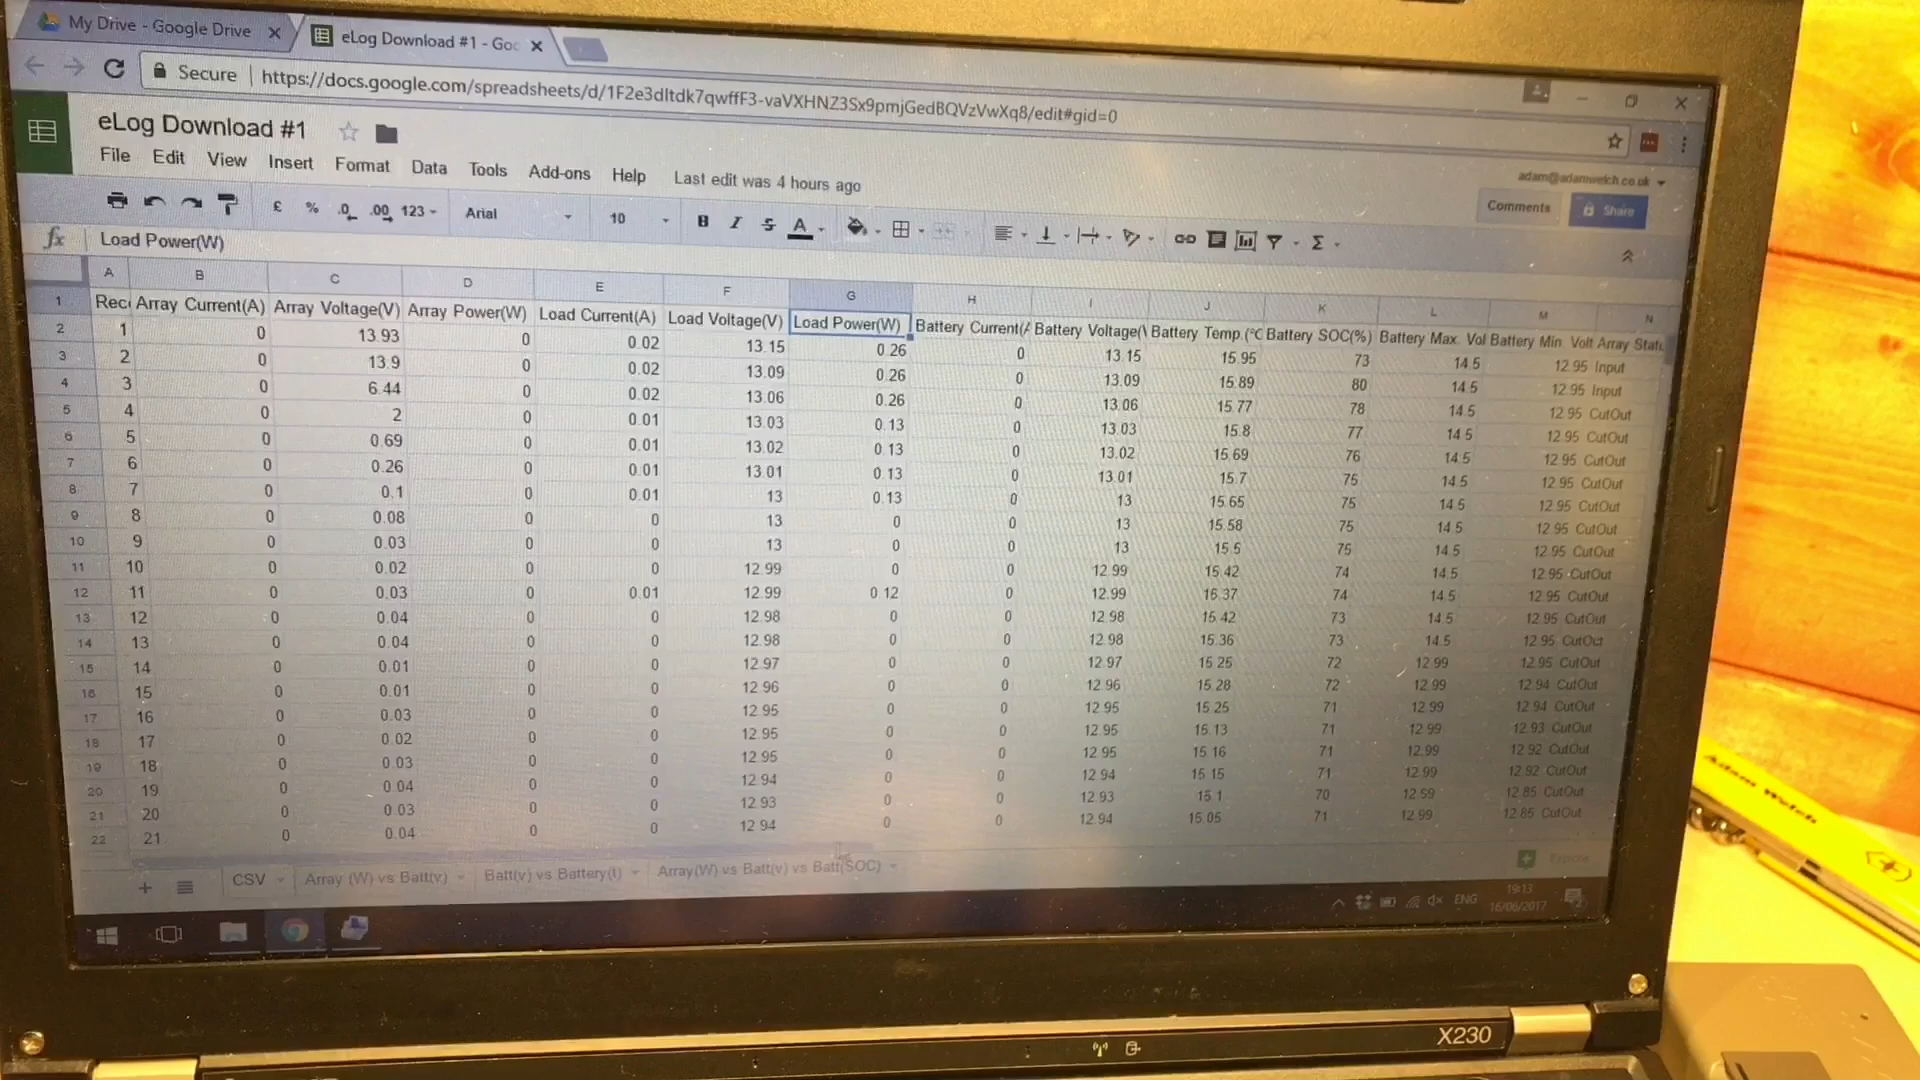 My Drive - Google Drive
eLog Download #1 - Goo
Secure https://docs.google.com/spreadsheets/d/1F2e3dltdk7qwffF3-vaVXHNZ3Sx9pmjGedBQVzVwXq8/edit#gid=0
eLog Download #1
File Edit View Insert Format Data Tools Add-ons Help Last edit was 4 hours ago
adam@adamwelch.co.uk
Comments Share
£ % .0 .00 123 Arial 10 B I S A
fx Load Power(W)
A B C D E F G H I J K L M N
1 Rec Array Current(A) Array Voltage(V) Array Power(W) Load Current(A) Load Voltage(V) Load Power(W) Battery Current(A Battery Voltage(V Battery Temp.(°C Battery SOC(%) Battery Max. Vol Battery Min. Volt Array Statu
2 1 0 13.93 0 0.02 13.15 0.26 0 13.15 15.95 73 14.5 12.95 Input
3 2 0 13.9 0 0.02 13.09 0.26 0 13.09 15.89 80 14.5 12.95 Input
4 3 0 6.44 0 0.02 13.06 0.26 0 13.06 15.77 78 14.5 12.95 CutOut
5 4 0 2 0 0.01 13.03 0.13 0 13.03 15.8 77 14.5 12.95 CutOut
6 5 0 0.69 0 0.01 13.02 0.13 0 13.02 15.69 76 14.5 12.95 CutOut
7 6 0 0.26 0 0.01 13.01 0.13 0 13.01 15.7 75 14.5 12.95 CutOut
8 7 0 0.1 0 0.01 13 0.13 0 13 15.65 75 14.5 12.95 CutOut
9 8 0 0.08 0 0 13 0 0 13 15.58 75 14.5 12.95 CutOut
10 9 0 0.03 0 0 13 0 0 13 15.5 75 14.5 12.95 CutOut
11 10 0 0.02 0 0 12.99 0 0 12.99 15.42 74 14.5 12.95 CutOut
12 11 0 0.03 0 0.01 12.99 0.12 0 12.99 15.37 74 14.5 12.95 CutOut
13 12 0 0.04 0 0 12.98 0 0 12.98 15.42 73 14.5 12.95 CutOut
14 13 0 0.04 0 0 12.98 0 0 12.98 15.36 73 14.5 12.95 CutOut
15 14 0 0.01 0 0 12.97 0 0 12.97 15.25 72 12.99 12.95 CutOut
16 15 0 0.01 0 0 12.96 0 0 12.96 15.28 72 12.99 12.94 CutOut
17 16 0 0.03 0 0 12.95 0 0 12.95 15.25 71 12.99 12.94 CutOut
18 17 0 0.02 0 0 12.95 0 0 12.95 15.13 71 12.99 12.93 CutOut
19 18 0 0.03 0 0 12.95 0 0 12.95 15.16 71 12.99 12.92 CutOut
20 19 0 0.04 0 0 12.94 0 0 12.94 15.15 71 12.99 12.92 CutOut
21 20 0 0.03 0 0 12.93 0 0 12.93 15.1 70 12.99 12.85 CutOut
22 21 0 0.04 0 0 12.94 0 0 12.94 15.05 71 12.99 12.85 CutOut
CSV Array (W) vs Batt(v) Batt(v) vs Battery(t) Array(W) vs Batt(v) vs Batt(SOC)
Explore
ENG 19:13
16/06/2017
X230
Adam Welch